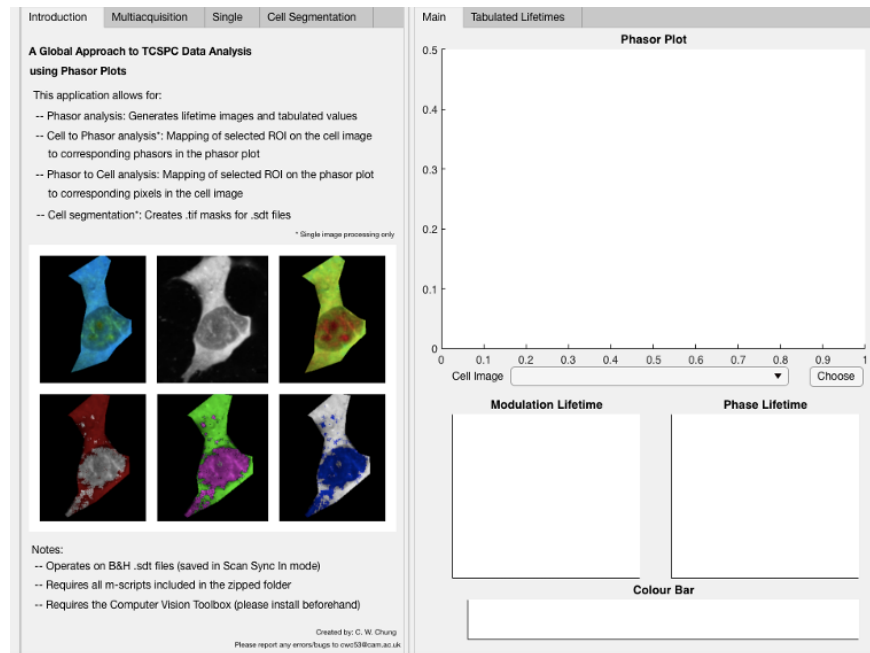 Introduction
Multiacquisition
Single
Cell Segmentation
A Global Approach to TCSPC Data Analysis
using Phasor Plots
This application allows for:
-- Phasor analysis: Generates lifetime images and tabulated values
-- Cell to Phasor analysis*: Mapping of selected ROI on the cell image
to corresponding phasors in the phasor plot
-- Phasor to Cell analysis: Mapping of selected ROI on the phasor plot
to corresponding pixels in the cell image
-- Cell segmentation*: Creates .tif masks for .sdt files
* Single image processing only
Notes:
-- Operates on B&H .sdt files (saved in Scan Sync In mode)
-- Requires all m-scripts included in the zipped folder
-- Requires the Computer Vision Toolbox (please install beforehand)
Created by: C. W. Chung
Please report any errors/bugs to cwc53@cam.ac.uk
Main
Tabulated Lifetimes
Phasor Plot
0.5
0.4
0.3
0.2
0.1
0
0 0.1 0.2 0.3 0.4 0.5 0.6 0.7 0.8 0.9 1
Cell Image
Choose
Modulation Lifetime
Phase Lifetime
Colour Bar